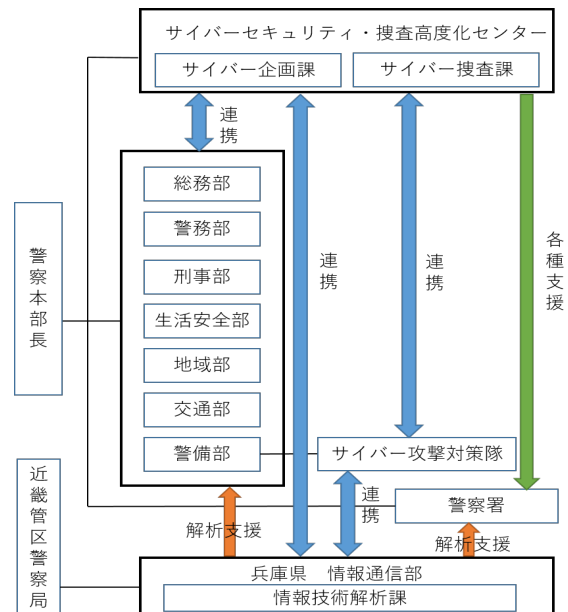 サイバーセキュリティ・捜査高度化センター
サイバー企画課
サイバー捜査課
連携
総務部
警務部
刑事部
生活安全部
地域部
交通部
警備部
警察本部長
連携
連携
各種支援
サイバー攻撃対策隊
連携
警察署
解析支援
解析支援
近畿管区警察局
兵庫県　情報通信部
情報技術解析課